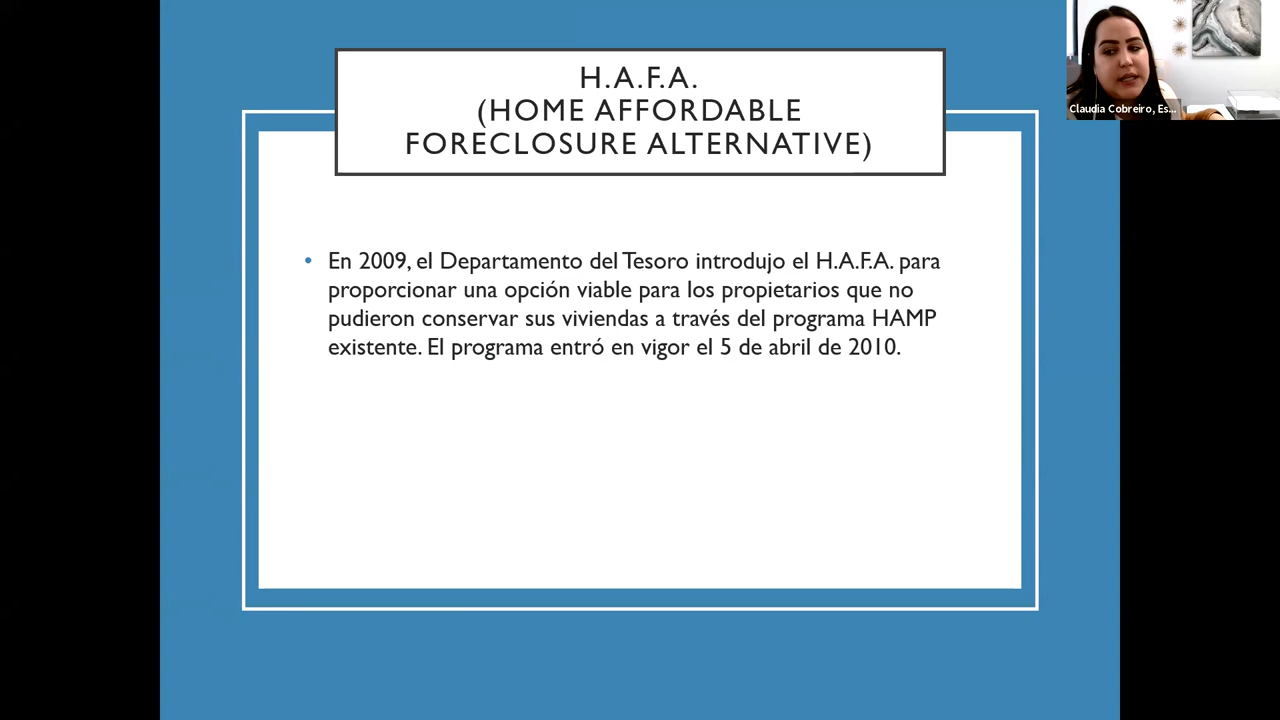 H.A.F.A.
(HOME AFFORDABLE
FORECLOSURE ALTERNATIVE)
• En 2009, el Departamento del Tesoro introdujo el H.A.F.A. para
proporcionar una opción viable para los propietarios que no
pudieron conservar sus viviendas a través del programa HAMP
existente. El programa entró en vigor el 5 de abril de 2010.
Claudia Cobreiro, Es...